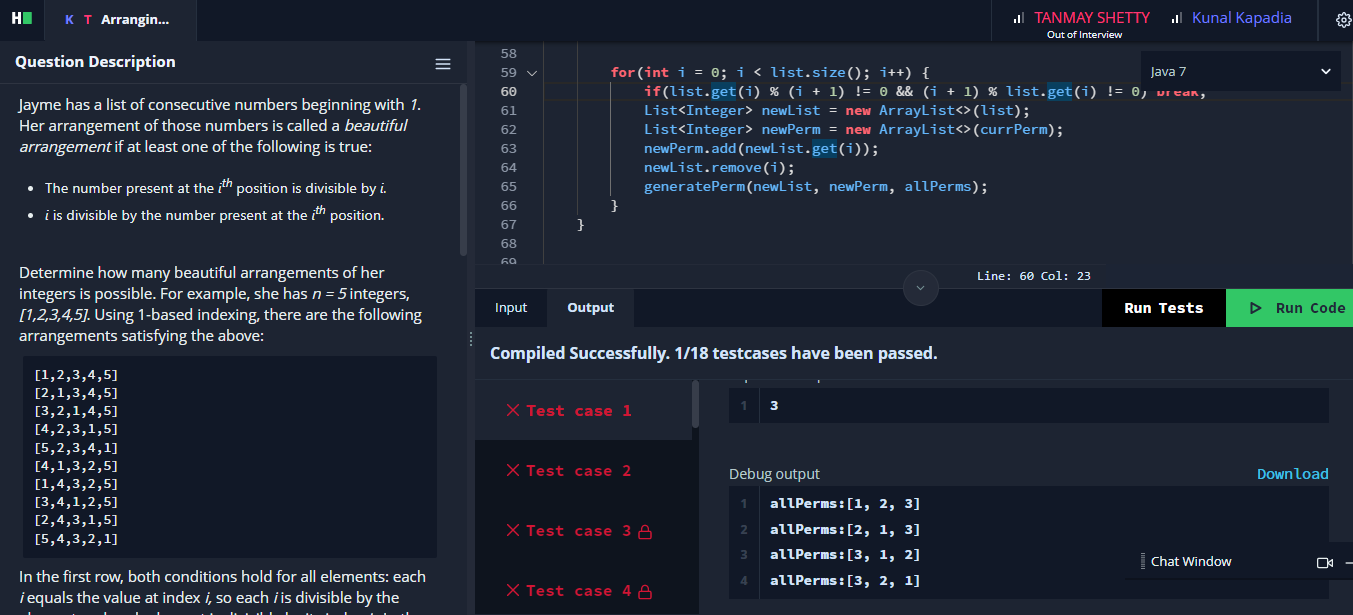 H
K T Arrangin...
TANMAY SHETTY
Out of Interview
Kunal Kapadia
Question Description
Jayme has a list of consecutive numbers beginning with 1.
Her arrangement of those numbers is called a beautiful
arrangement if at least one of the following is true:
• The number present at the ith position is divisible by i.
• i is divisible by the number present at the ith position.
Determine how many beautiful arrangements of her
integers is possible. For example, she has n = 5 integers,
[1,2,3,4,5]. Using 1-based indexing, there are the following
arrangements satisfying the above:
[1,2,3,4,5]
[2,1,3,4,5]
[3,2,1,4,5]
[4,2,3,1,5]
[5,2,3,4,1]
[4,1,3,2,5]
[1,4,3,2,5]
[3,4,1,2,5]
[2,4,3,1,5]
[5,4,3,2,1]
In the first row, both conditions hold for all elements: each
i equals the value at index i, so each i is divisible by the
Java 7
58
59 for(int i = 0; i < list.size(); i++) {
60 if(list.get(i) % (i + 1) != 0 && (i + 1) % list.get(i) != 0) break;
61 List<Integer> newList = new ArrayList<>(list);
62 List<Integer> newPerm = new ArrayList<>(currPerm);
63 newPerm.add(newList.get(i));
64 newList.remove(i);
65 generatePerm(newList, newPerm, allPerms);
66 }
67 }
68
69
Line: 60 Col: 23
Input
Output
Run Tests
Run Code
Compiled Successfully. 1/18 testcases have been passed.
Test case 1
Test case 2
Test case 3
Test case 4
1 3
Debug output
Download
1 allPerms:[1, 2, 3]
2 allPerms:[2, 1, 3]
3 allPerms:[3, 1, 2]
4 allPerms:[3, 2, 1]
Chat Window